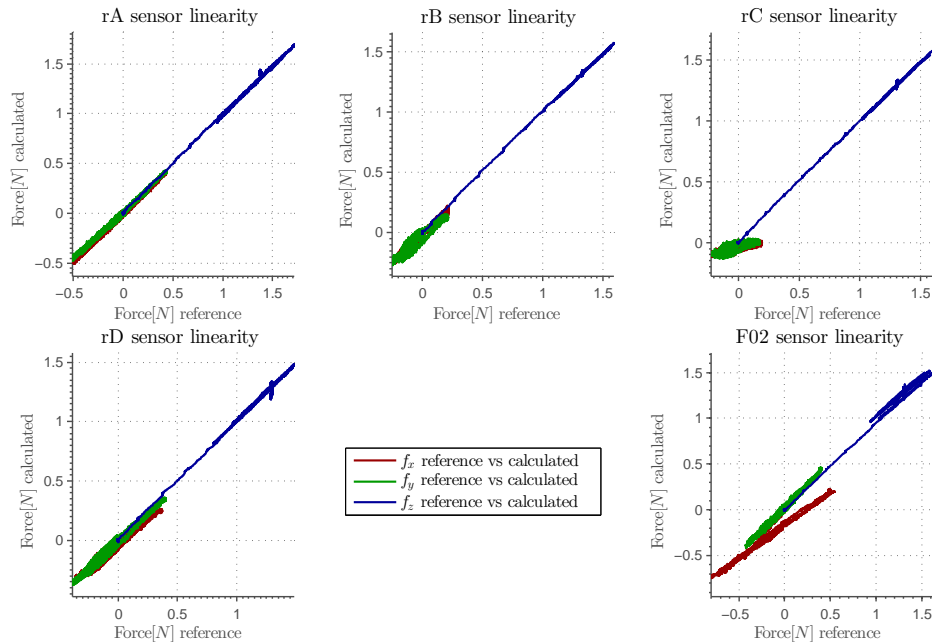 rA sensor linearity
rB sensor linearity
rC sensor linearity
Force[N] calculated
1.5
1
0.5
0
−0.5
−0.5 0 0.5 1 1.5
Force[N] reference
Force[N] calculated
1.5
1
0.5
0
0 0.5 1 1.5
Force[N] reference
Force[N] calculated
1.5
1
0.5
0
0 0.5 1 1.5
Force[N] reference
rD sensor linearity
F02 sensor linearity
Force[N] calculated
1.5
1
0.5
0
0 0.5 1
Force[N] reference
fx reference vs calculated
fy reference vs calculated
fz reference vs calculated
Force[N] calculated
1.5
1
0.5
0
−0.5
−0.5 0 0.5 1 1.5
Force[N] reference